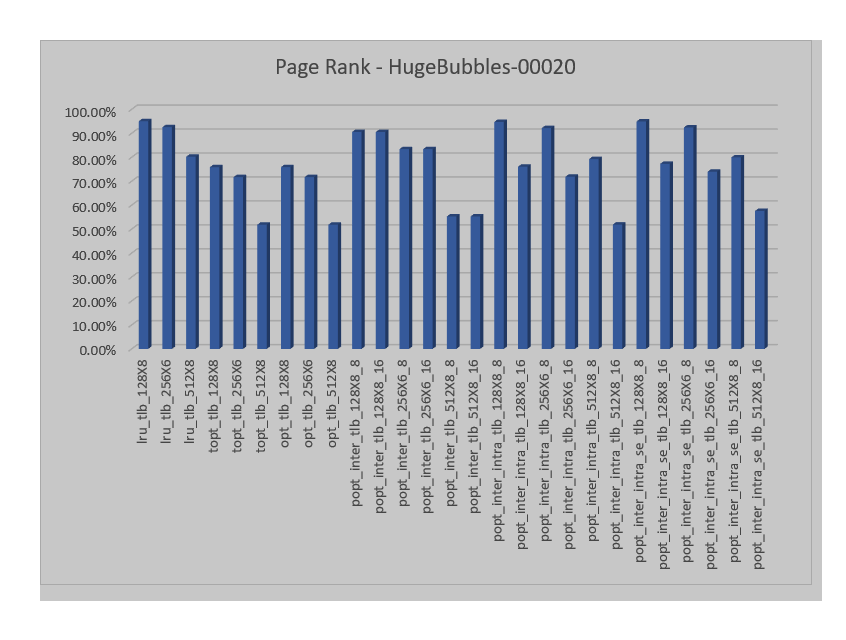 Page Rank - HugeBubbles-00020
100.00%
90.00%
80.00%
70.00%
60.00%
50.00%
40.00%
30.00%
20.00%
10.00%
0.00%
lru_tlb_128X8
lru_tlb_256X6
lru_tlb_512X8
topt_tlb_128X8
topt_tlb_256X6
topt_tlb_512X8
opt_tlb_128X8
opt_tlb_256X6
opt_tlb_512X8
popt_inter_tlb_128X8_8
popt_inter_tlb_128X8_16
popt_inter_tlb_256X6_8
popt_inter_tlb_256X6_16
popt_inter_tlb_512X8_8
popt_inter_tlb_512X8_16
popt_inter_intra_tlb_128X8_8
popt_inter_intra_tlb_128X8_16
popt_inter_intra_tlb_256X6_8
popt_inter_intra_tlb_256X6_16
popt_inter_intra_tlb_512X8_8
popt_inter_intra_tlb_512X8_16
popt_inter_intra_se_tlb_128X8_8
popt_inter_intra_se_tlb_128X8_16
popt_inter_intra_se_tlb_256X6_8
popt_inter_intra_se_tlb_256X6_16
popt_inter_intra_se_tlb_512X8_8
popt_inter_intra_se_tlb_512X8_16